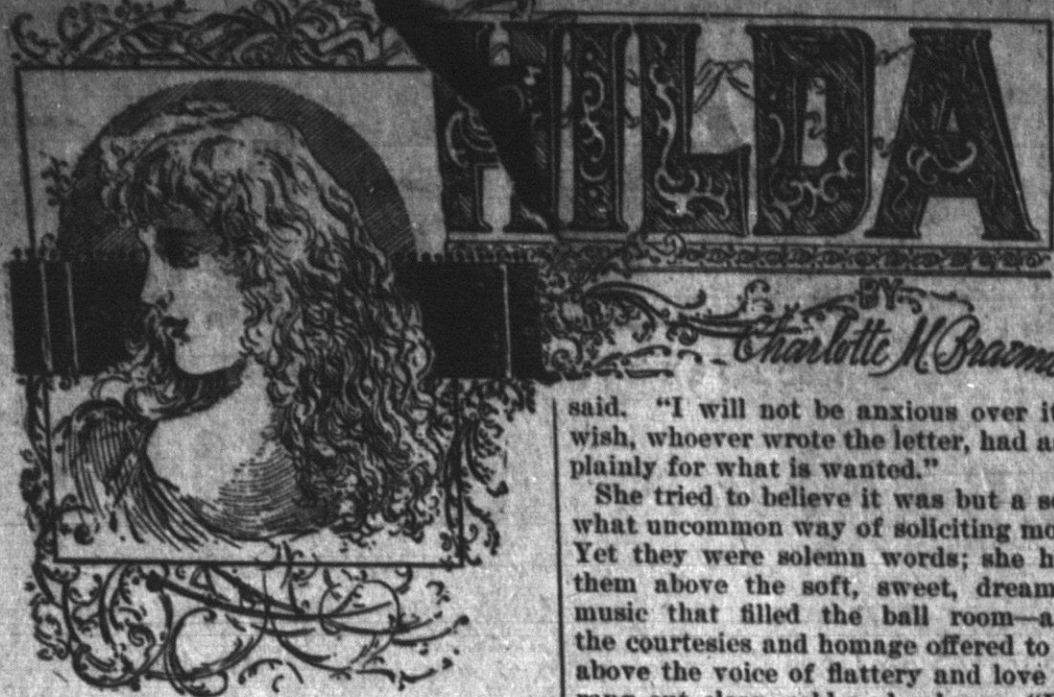 HILDA
BY
Charlotte M. Braeme
said. "I will not be anxious over
wish, whoever wrote the letter, had
plainly for what is wanted."
She tried to believe it was but a
what uncommon way of soliciting
Yet they were solemn words; she
them above the soft, sweet,
music that filled the ball room—
the courtesies and homage offered to
above the voice of flattery and love